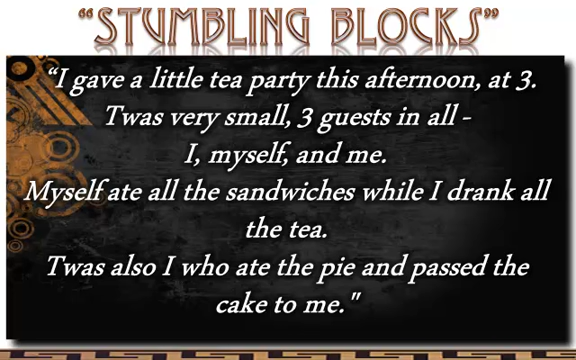 “STUMBLING BLOCKS”
“I gave a little tea party this afternoon, at 3.
Twas very small, 3 guests in all -
I, myself, and me.
Myself ate all the sandwiches while I drank all
the tea.
Twas also I who ate the pie and passed the
cake to me."